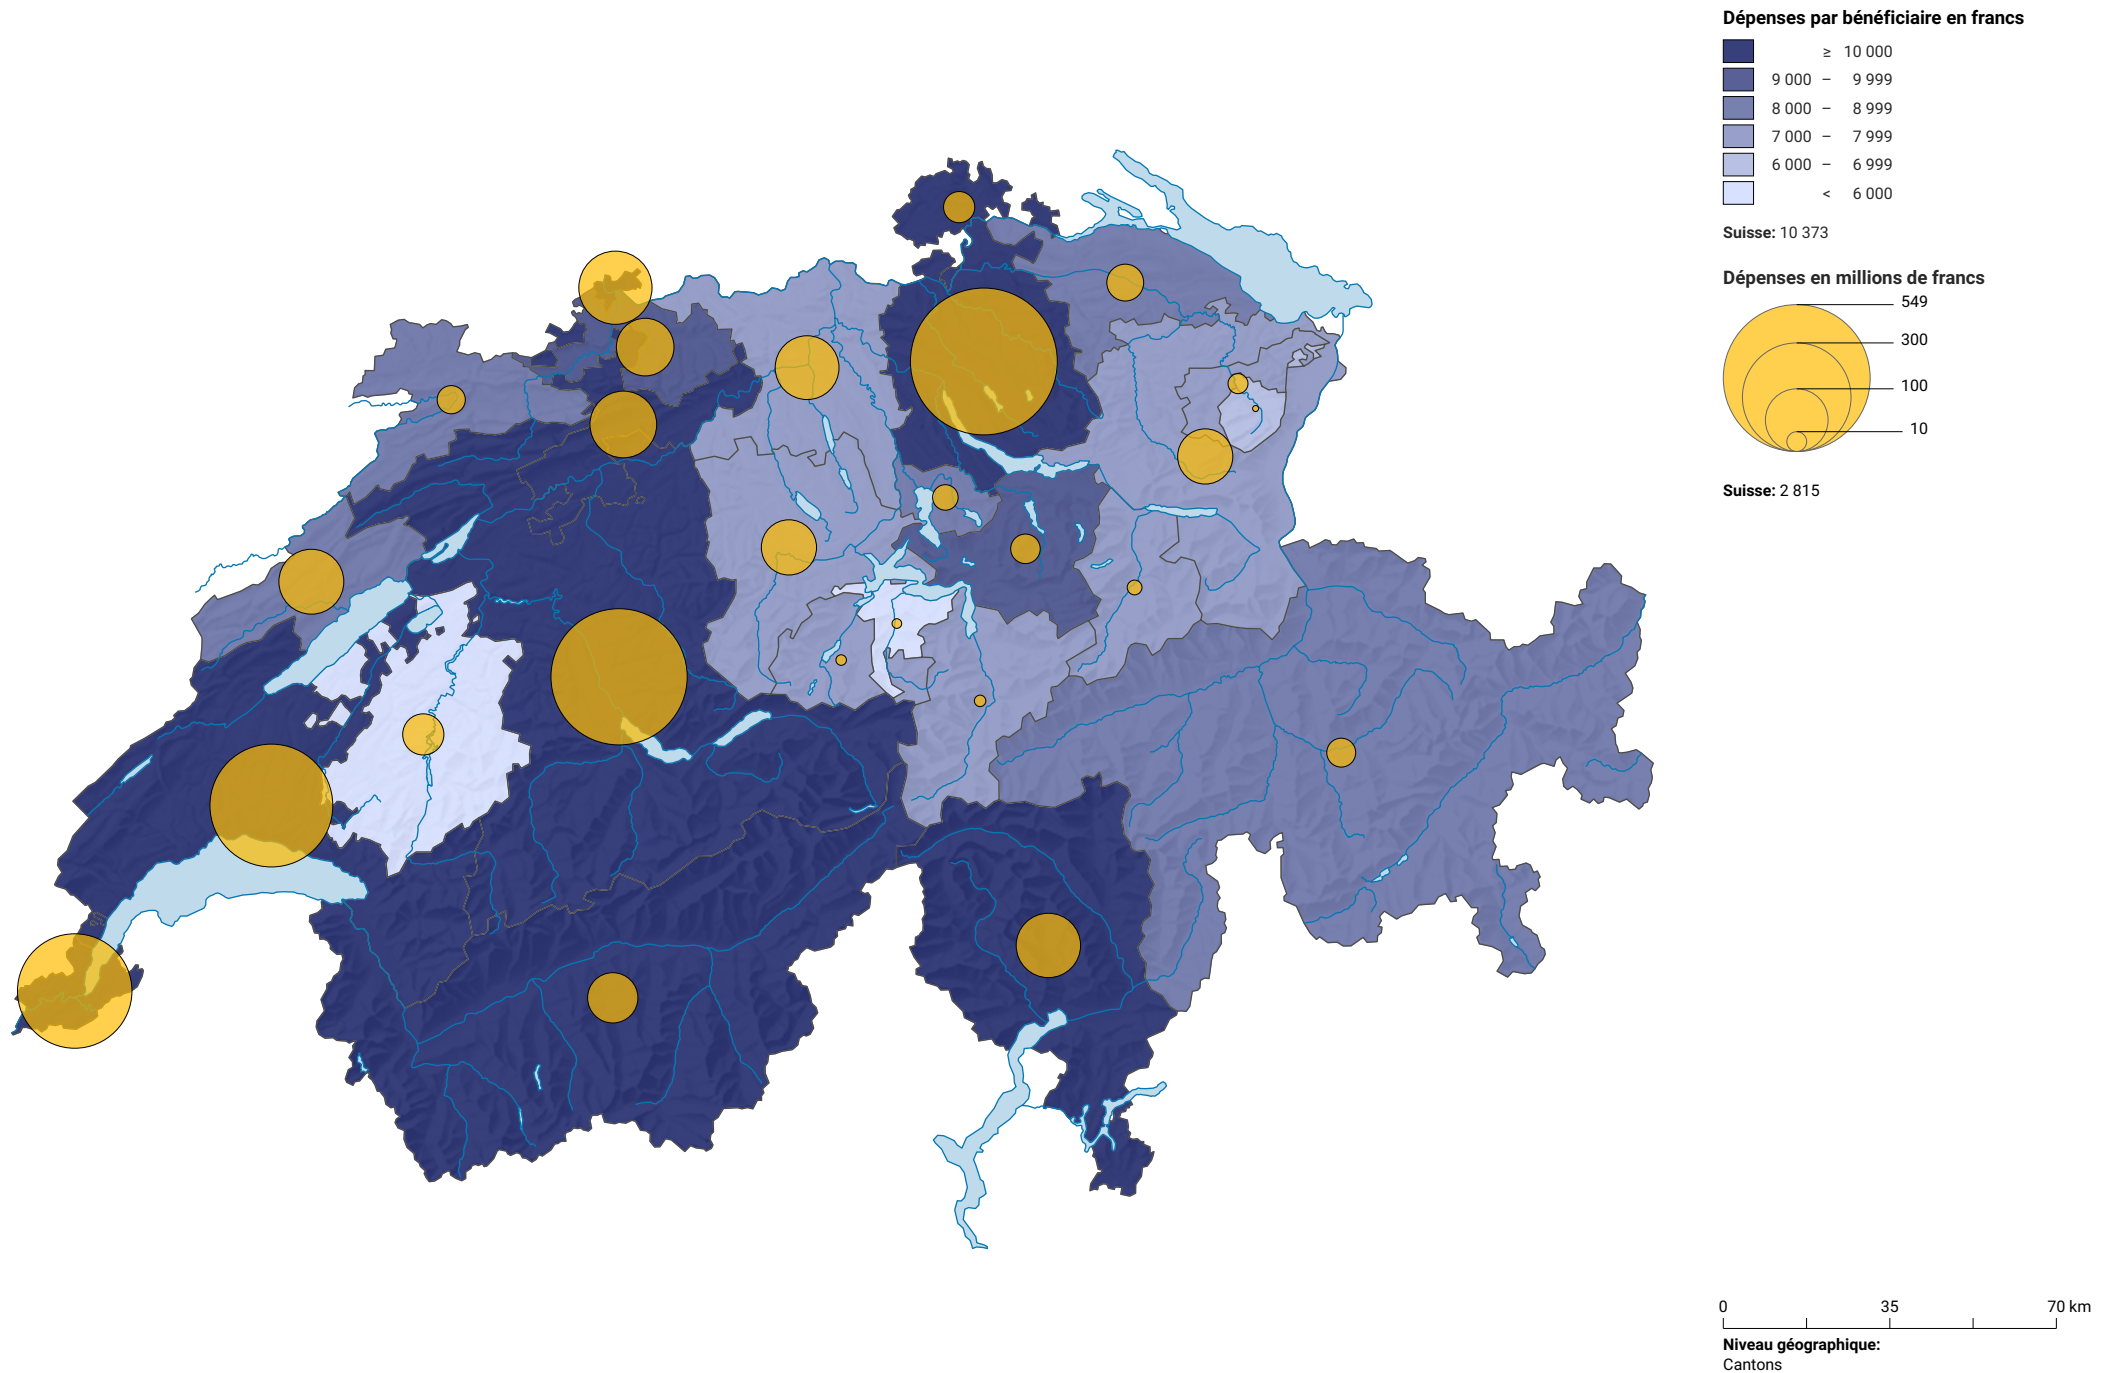 Dépenses par bénéficiaire en francs
≥ 10 000
9 000 – 9 999
8 000 – 8 999
7 000 – 7 999
6 000 – 6 999
< 6 000
Suisse: 10 373
Dépenses en millions de francs
549
300
100
10
Suisse: 2 815
0 35 70 km
Niveau géographique:
Cantons